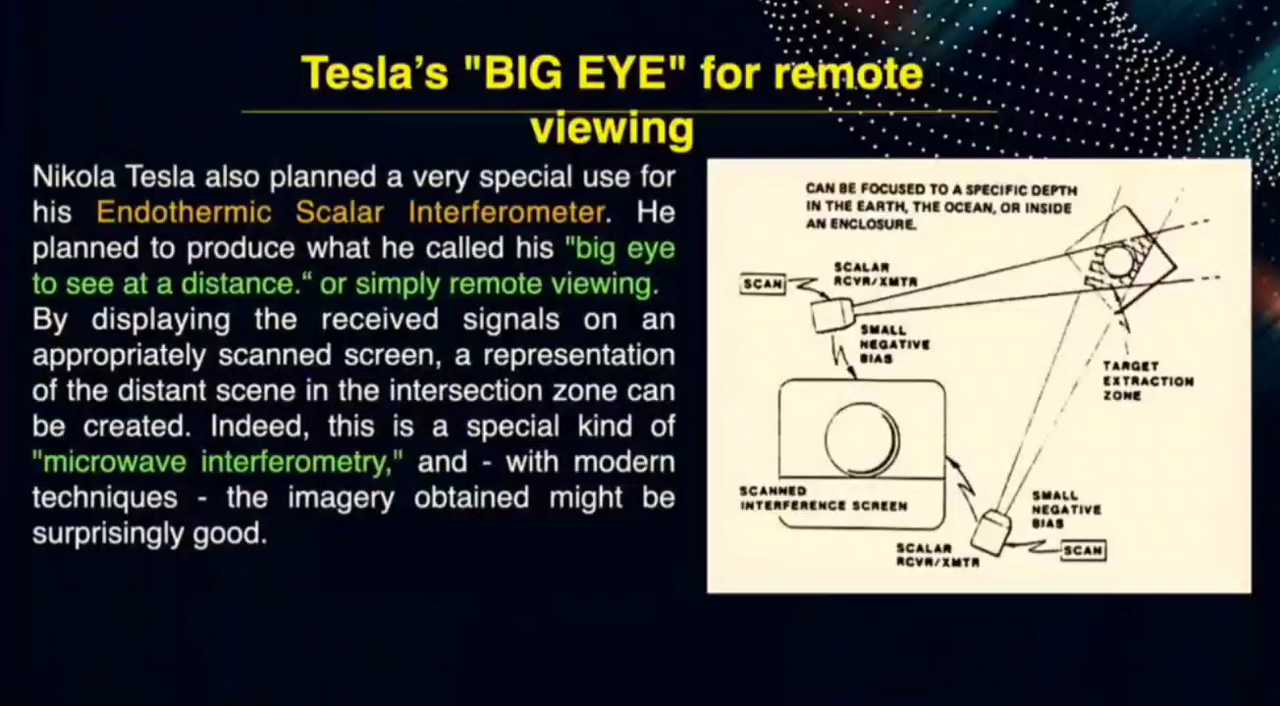 Tesla's "BIG EYE" for remote
viewing
Nikola Tesla also planned a very special use for
his Endothermic Scalar Interferometer. He
planned to produce what he called his "big eye
to see at a distance.“ or simply remote viewing.
By displaying the received signals on an
appropriately scanned screen, a representation
of the distant scene in the intersection zone can
be created. Indeed, this is a special kind of
"microwave interferometry," and - with modern
techniques - the imagery obtained might be
surprisingly good.
CAN BE FOCUSED TO A SPECIFIC DEPTH
IN THE EARTH, THE OCEAN, OR INSIDE
AN ENCLOSURE.
SCAN
SCALAR
RCVR/XMTR
SMALL
NEGATIVE
BIAS
TARGET
EXTRACTION
ZONE
SCANNED
INTERFERENCE SCREEN
SMALL
NEGATIVE
BIAS
SCALAR
RCVR/XMTR
SCAN